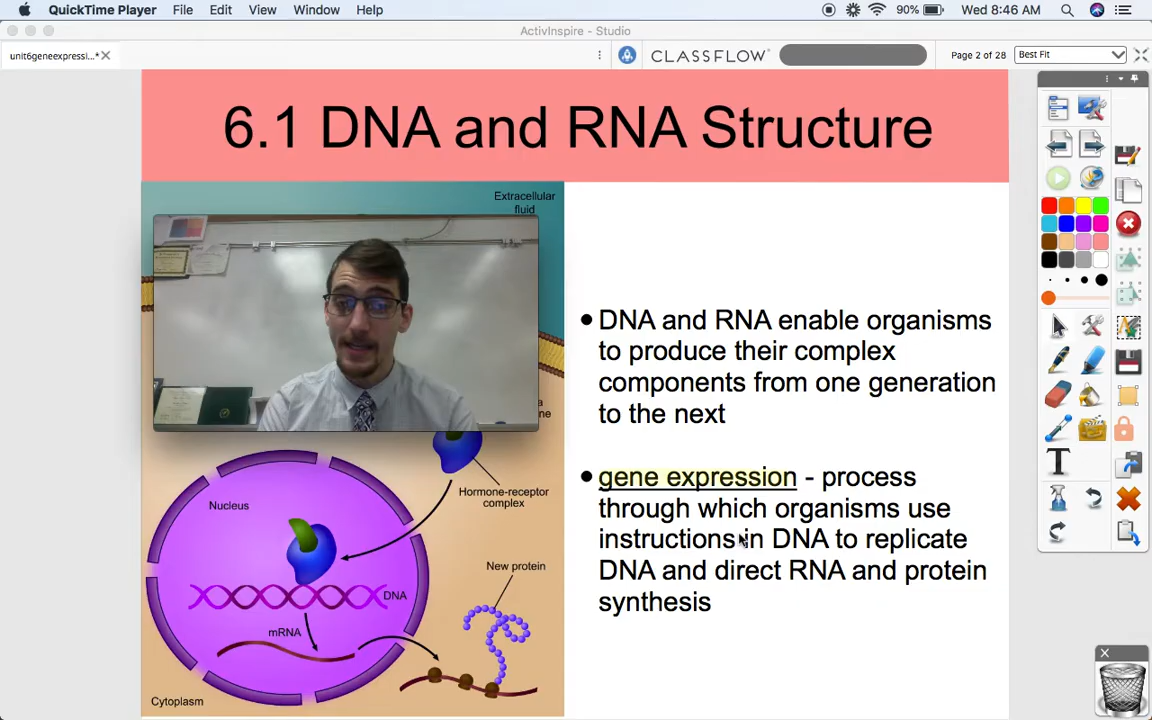 QuickTime Player File Edit View Window Help 90% Wed 8:46 AM
ActivInspire - Studio
unit6geneexpressi...*
CLASSFLOW
Page 2 of 28
Best Fit
6.1 DNA and RNA Structure
Extracellular
fluid
Hormone-receptor
complex
Nucleus
New protein
DNA
mRNA
Cytoplasm
•DNA and RNA enable organisms
to produce their complex
components from one generation
to the next
•gene expression - process
through which organisms use
instructions in DNA to replicate
DNA and direct RNA and protein
synthesis